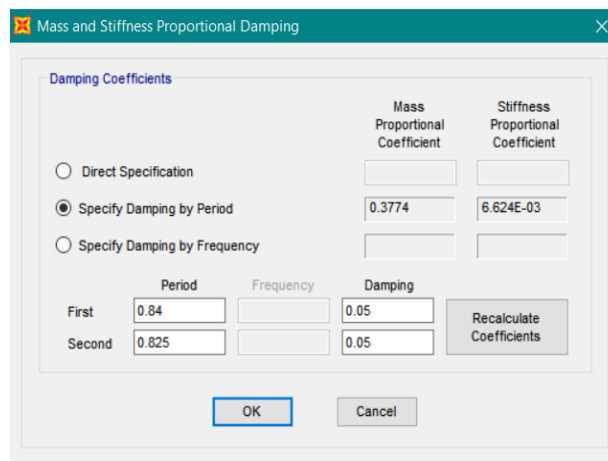 Mass and Stiffness Proportional Damping
Damping Coefficients
Mass
Proportional
Coefficient
Stiffness
Proportional
Coefficient
Direct Specification
Specify Damping by Period
0.3774
6.624E-03
Specify Damping by Frequency
Period
Frequency
Damping
First
0.84
0.05
Second
0.825
0.05
Recalculate
Coefficients
OK
Cancel